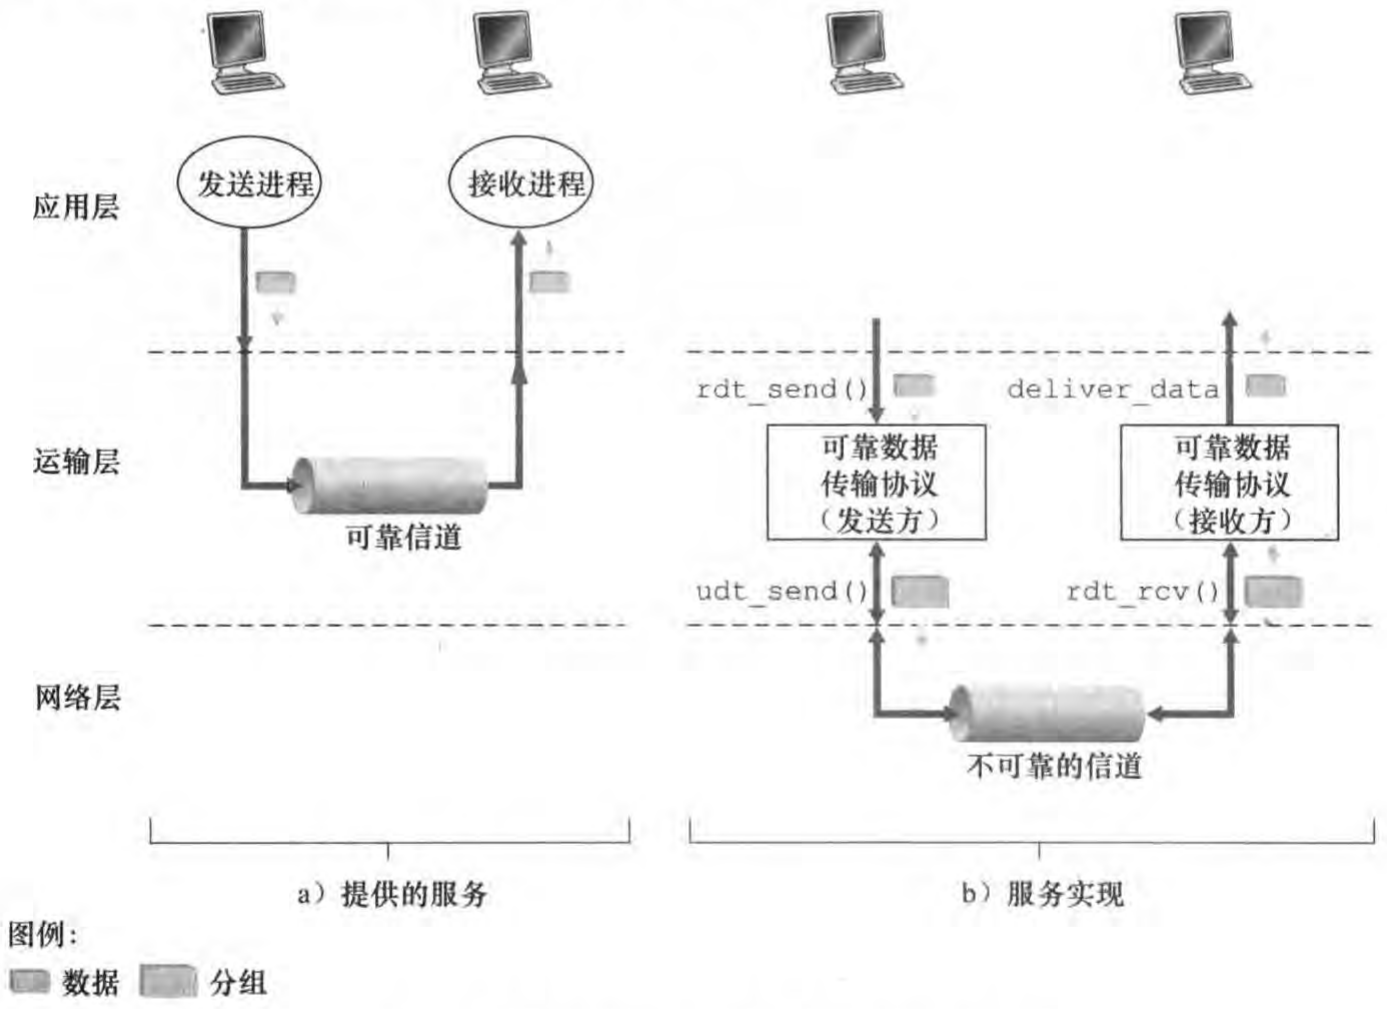 发送进程
接收进程
应用层
rdt_send()
deliver_data
运输层
可靠数据
传输协议
(发送方)
可靠数据
传输协议
(接收方)
可靠信道
udt_send()
rdt_rcv()
网络层
不可靠的信道
a)提供的服务
b)服务实现
图例:
数据
分组